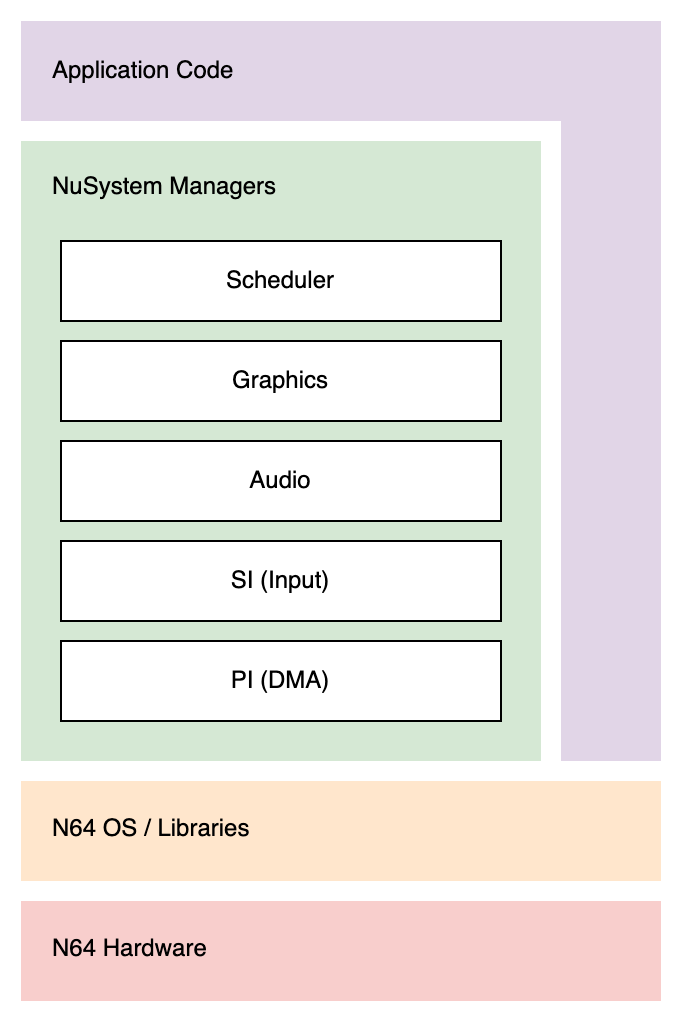 Application Code
NuSystem Managers
Scheduler
Graphics
Audio
SI (Input)
PI (DMA)
N64 OS / Libraries
N64 Hardware